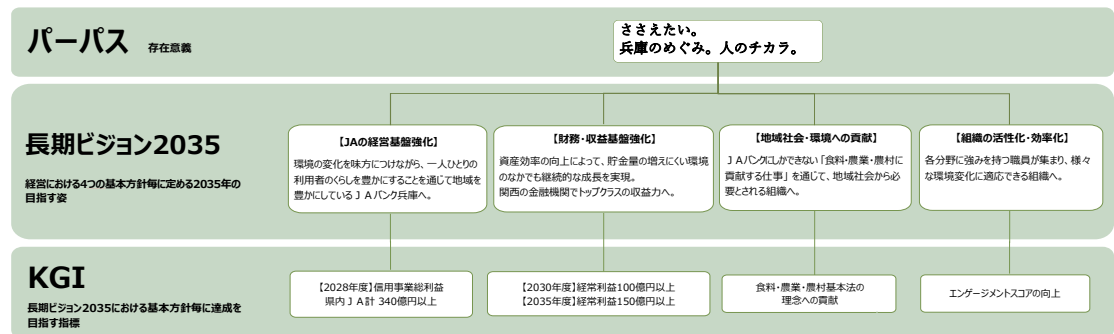 パーパス 存在意義
ささえたい。
兵庫のめぐみ。人のチカラ。
長期ビジョン2035
経営における4つの基本方針毎に定める2035年の
目指す姿
【JAの経営基盤強化】
環境の変化を味方につけながら、一人ひとりの
利用者のくらしを豊かにすることを通じて地域を
豊かにしているJAバンク兵庫へ。
【財務・収益基盤強化】
資産効率の向上によって、貯金量の増えにくい環境
のなかでも継続的な成長を実現。
関西の金融機関でトップクラスの収益力へ。
【地域社会・環境への貢献】
JAバンクにしかできない「食料・農業・農村に
貢献する仕事」を通じて、地域社会から必
要とされる組織へ。
【組織の活性化・効率化】
各分野に強みを持つ職員が集まり、様々
な環境変化に適応できる組織へ。
KGI
長期ビジョン2035における基本方針毎に達成を
目指す指標
【2028年度】信用事業総利益
県内JA計 340億円以上
【2030年度】経常利益100億円以上
【2035年度】経常利益150億円以上
食料・農業・農村基本法の
理念への貢献
エンゲージメントスコアの向上